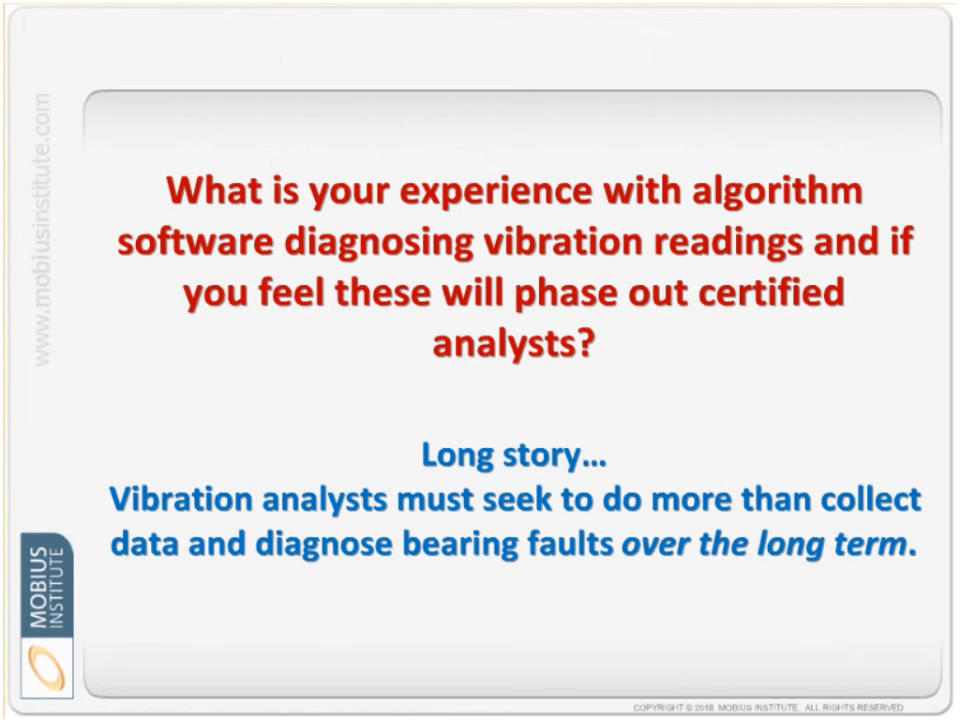 www.mobiusinstitute.com
What is your experience with algorithm
software diagnosing vibration readings and if
you feel these will phase out certified
analysts?
Long story...
Vibration analysts must seek to do more than collect
data and diagnose bearing faults over the long term.
MOBIUS
INSTITUTE
COPYRIGHT © 2018 MOBIUS INSTITUTE. ALL RIGHTS RESERVED